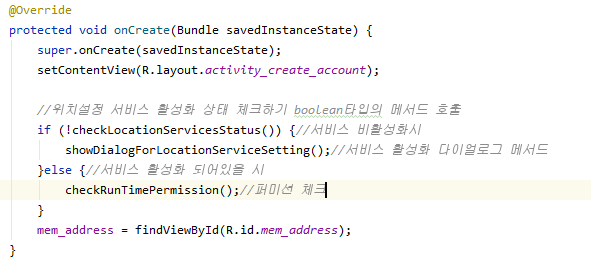 @Override
protected void onCreate(Bundle savedInstanceState) {
super.onCreate(savedInstanceState);
setContentView(R.layout.activity_create_account);
//위치설정 서비스 활성화 상태 체크하기 boolean타입의 메서드 호출
if (!checkLocationServicesStatus()) {//서비스 비활성화시
showDialogForLocationServiceSetting();//서비스 활성화 다이얼로그 메서드
}else {//서비스 활성화 되어있을 시
checkRunTimePermission();//퍼미션 체크
}
mem_address = findViewById(R.id.mem_address);
}